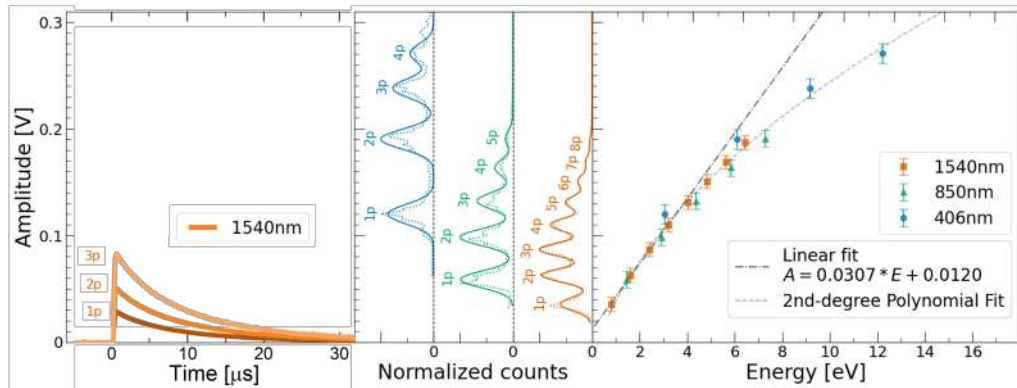 0.3
0.2
0.1
0
Amplitude [V]
1540nm
3p
2p
1p
0 10 20 30
Time [μs]
4p
3p
2p
1p
5p
4p
3p
2p
1p
8p
7p
6p
5p
4p
3p
2p
1p
0 0 0
Normalized counts
1540nm
850nm
406nm
Linear fit
A = 0.0307 * E + 0.0120
2nd-degree Polynomial Fit
2 4 6 8 10 12 14 16
Energy [eV]